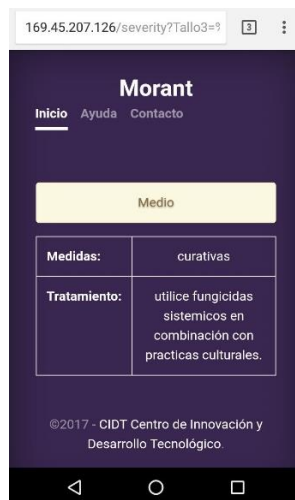 169.45.207.126/severity?Tallo3=
3
Morant
Inicio Ayuda Contacto
Medio
Medidas: curativas
Tratamiento: utilice fungicidas
sistemicos en
combinación con
practicas culturales.
©2017 - CIDT Centro de Innovación y
Desarrollo Tecnológico.